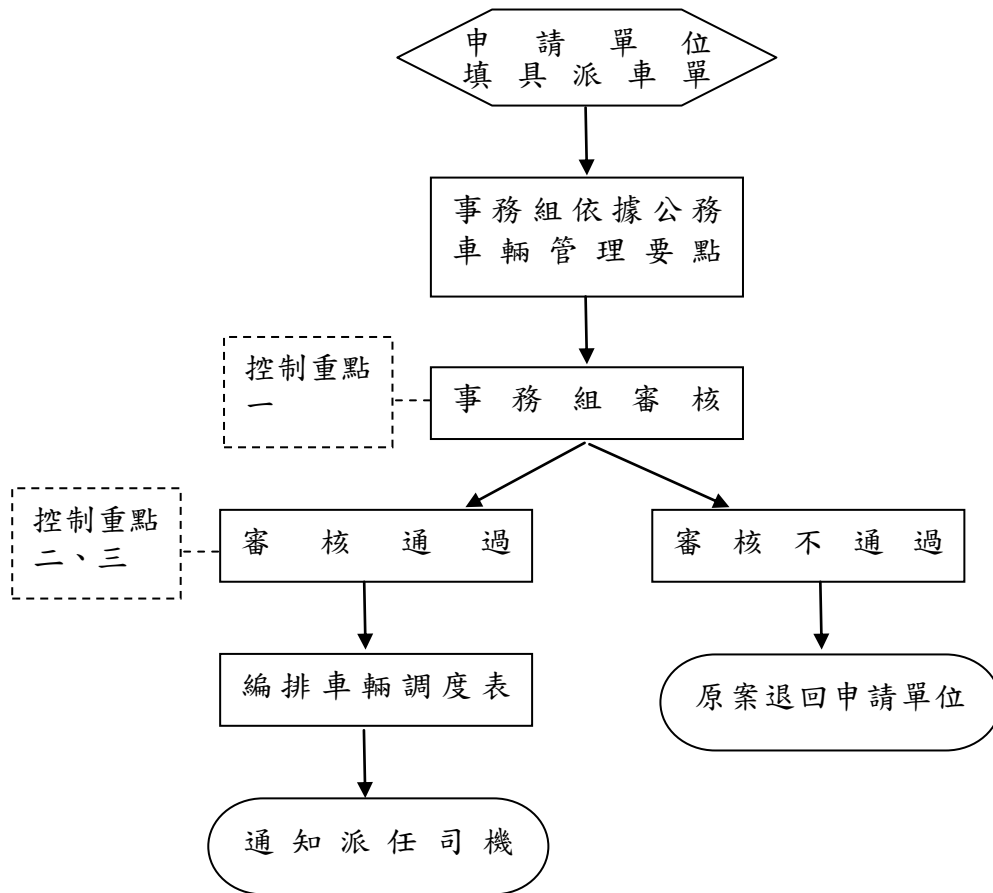 申請單位
填具派車單
事務組依據公務
車輛管理要點
控制重點
一
事務組審核
控制重點
二、三
審核通過
審核不通過
編排車輛調度表
原案退回申請單位
通知派任司機